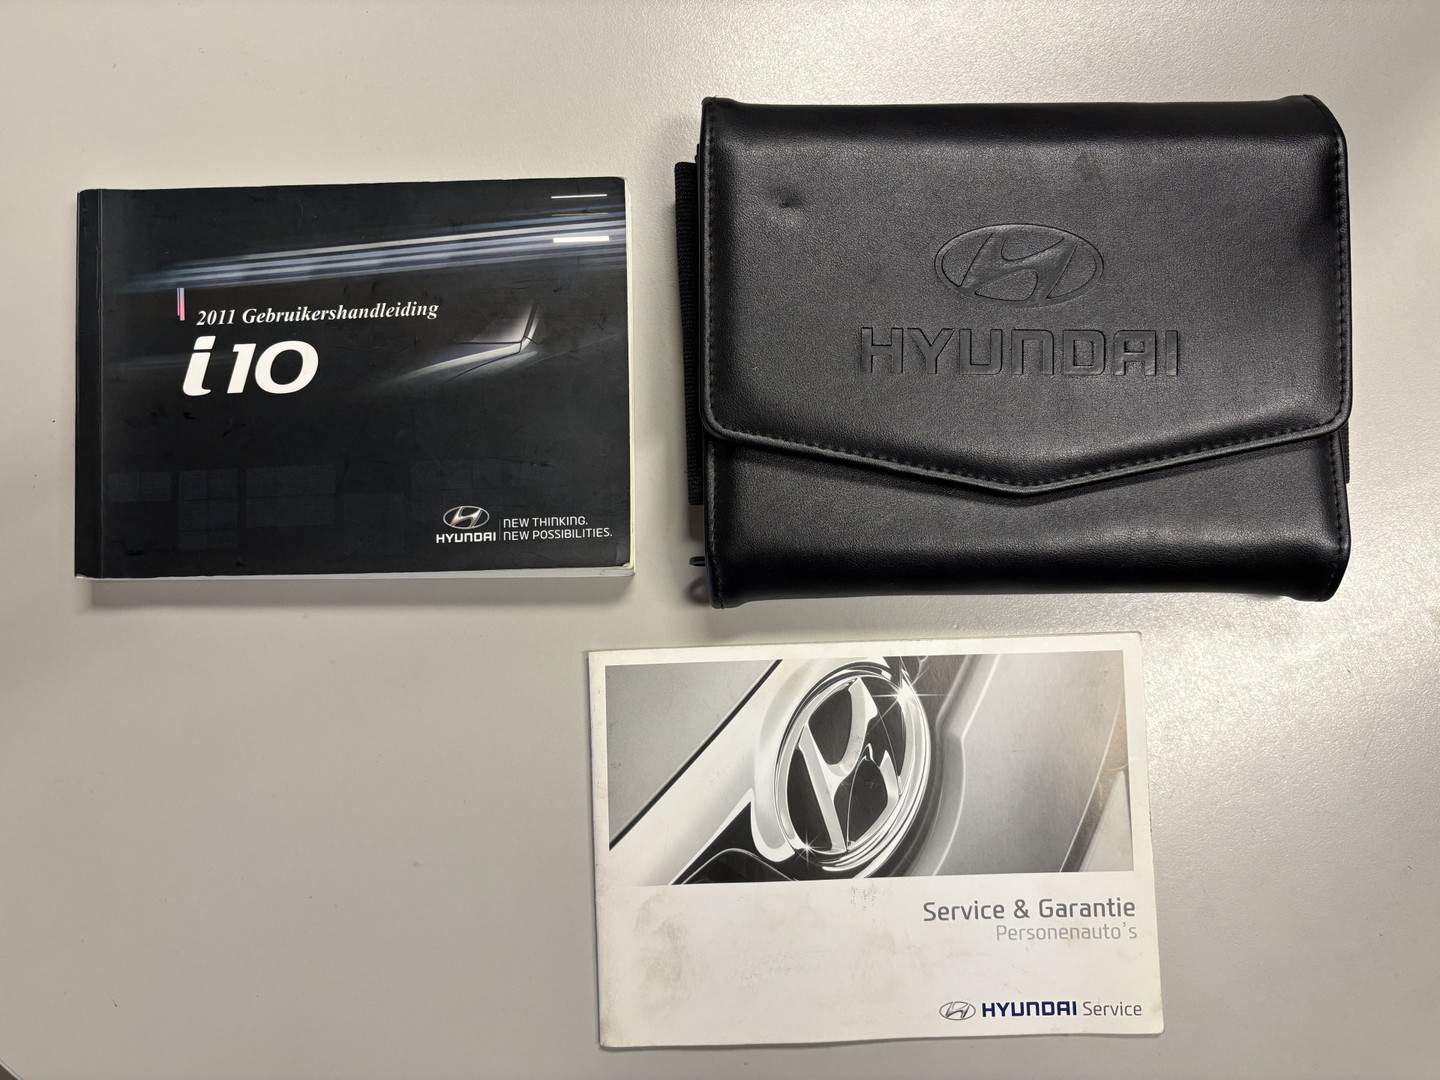 2011 Gebruikershandleiding
i10
HYUNDAI
NEW THINKING.
NEW POSSIBILITIES.
HYUNDAI
Service & Garantie
Personenauto's
HYUNDAI Service